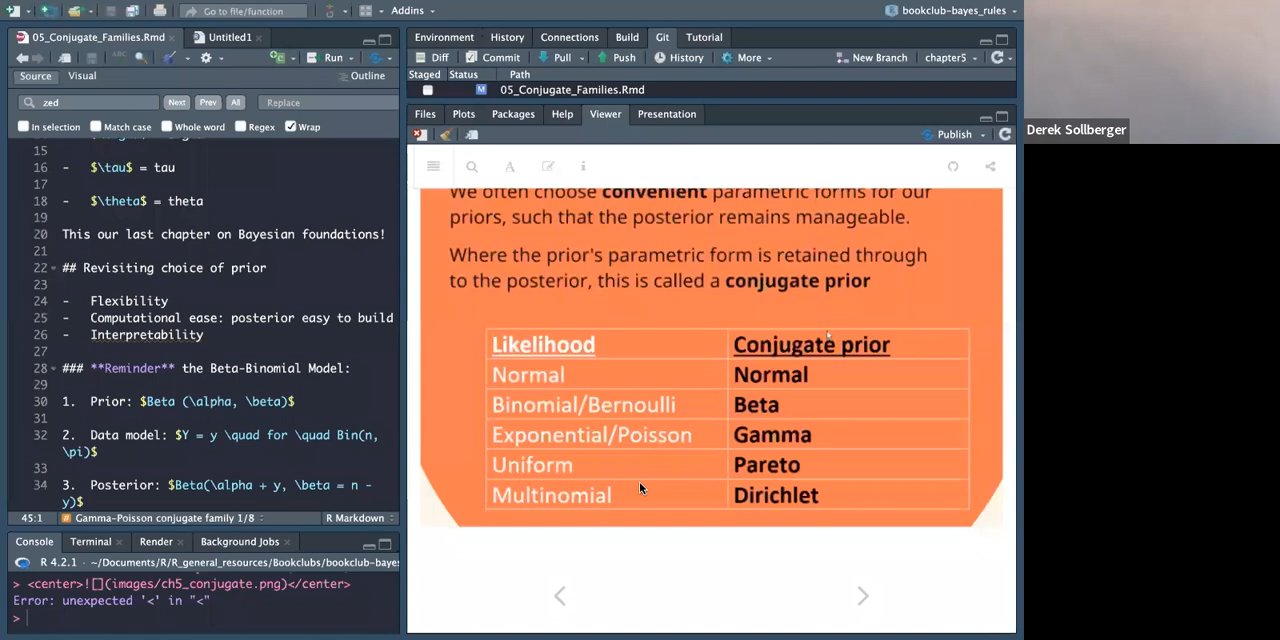 Go to file/function
Addins
bookclub-bayes_rules
05_Conjugate_Families.Rmd
Untitled1
Source
Visual
Run
Outline
zed
Next
Prev
All
Replace
In selection
Match case
Whole word
Regex
Wrap
15
16 - $\tau$ = tau
17
18 - $\theta$ = theta
19
20 This our last chapter on Bayesian foundations!
21
22 ## Revisiting choice of prior
23
24 - Flexibility
25 - Computational ease: posterior easy to build
26 - Interpretability
27
28 ### **Reminder** the Beta-Binomial Model:
29
30 1. Prior: $Beta (\alpha, \beta)$
31
32 2. Data model: $Y = y \quad for \quad Bin(n,
\pi)$
33
34 3. Posterior: $Beta(\alpha + y, \beta = n -
y)$
45:1
Gamma-Poisson conjugate family 1/8
R Markdown
Console
Terminal
Render
Background Jobs
R 4.2.1 · ~/Documents/R/R_general_resources/Bookclubs/bookclub-bayes
> <center>![](images/ch5_conjugate.png)</center>
Error: unexpected '<' in "<"
>
Environment
History
Connections
Build
Git
Tutorial
Diff
Commit
Pull
Push
History
More
New Branch
chapter5
Staged
Status
Path
M
05_Conjugate_Families.Rmd
Files
Plots
Packages
Help
Viewer
Presentation
Publish
A
i
We often choose convenient parametric forms for our
priors, such that the posterior remains manageable.
Where the prior's parametric form is retained through
to the posterior, this is called a conjugate prior
Likelihood Conjugate prior
Normal Normal
Binomial/Bernoulli Beta
Exponential/Poisson Gamma
Uniform Pareto
Multinomial Dirichlet
Derek Sollberger